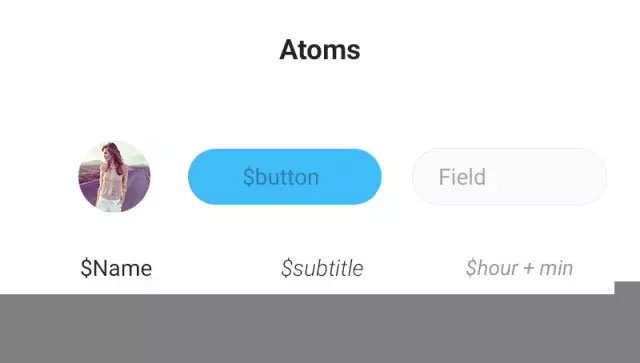 Atoms
$button
Field
$Name
$subtitle
$hour + min